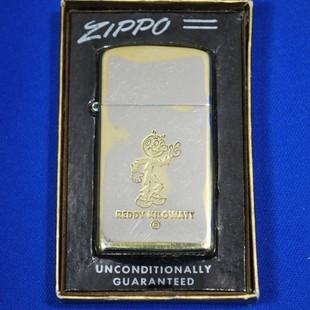 ZIPPO
REDDY KILOWATT
®
UNCONDITIONALLY
GUARANTEED